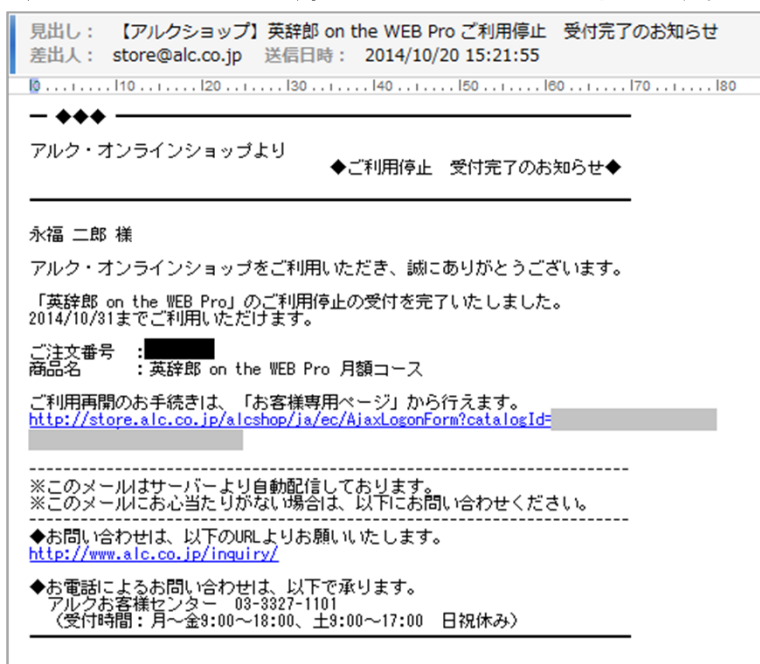 見出し： 【アルクショップ】英辞郎 on the WEB Pro ご利用停止　受付完了のお知らせ
差出人： store@alc.co.jp 送信日時： 2014/10/20 15:21:55
0 10 20 30 40 50 60 70 80
― ◆◆◆ ―
アルク・オンラインショップより
◆ご利用停止　受付完了のお知らせ◆
永福 二郎 様
アルク・オンラインショップをご利用いただき、誠にありがとうございます。
「英辞郎 on the WEB Pro」のご利用停止の受付を完了いたしました。
2014/10/31までご利用いただけます。
ご注文番号　：
商品名　　　：英辞郎 on the WEB Pro 月額コース
ご利用再開のお手続きは、「お客様専用ページ」から行えます。
http://store.alc.co.jp/alcshop/ja/ec/AjaxLogonForm?catalogId=
----------------------------------------------------------------------
※このメールはサーバーより自動配信しております。
※このメールにお心当たりがない場合は、以下にお問い合わせください。
----------------------------------------------------------------------
◆お問い合わせは、以下のURLよりお願いいたします。
http://www.alc.co.jp/inquiry/
◆お電話によるお問い合わせは、以下で承ります。
アルクお客様センター　03-3327-1101
（受付時間：月～金9:00～18:00、土9:00～17:00　日祝休み）